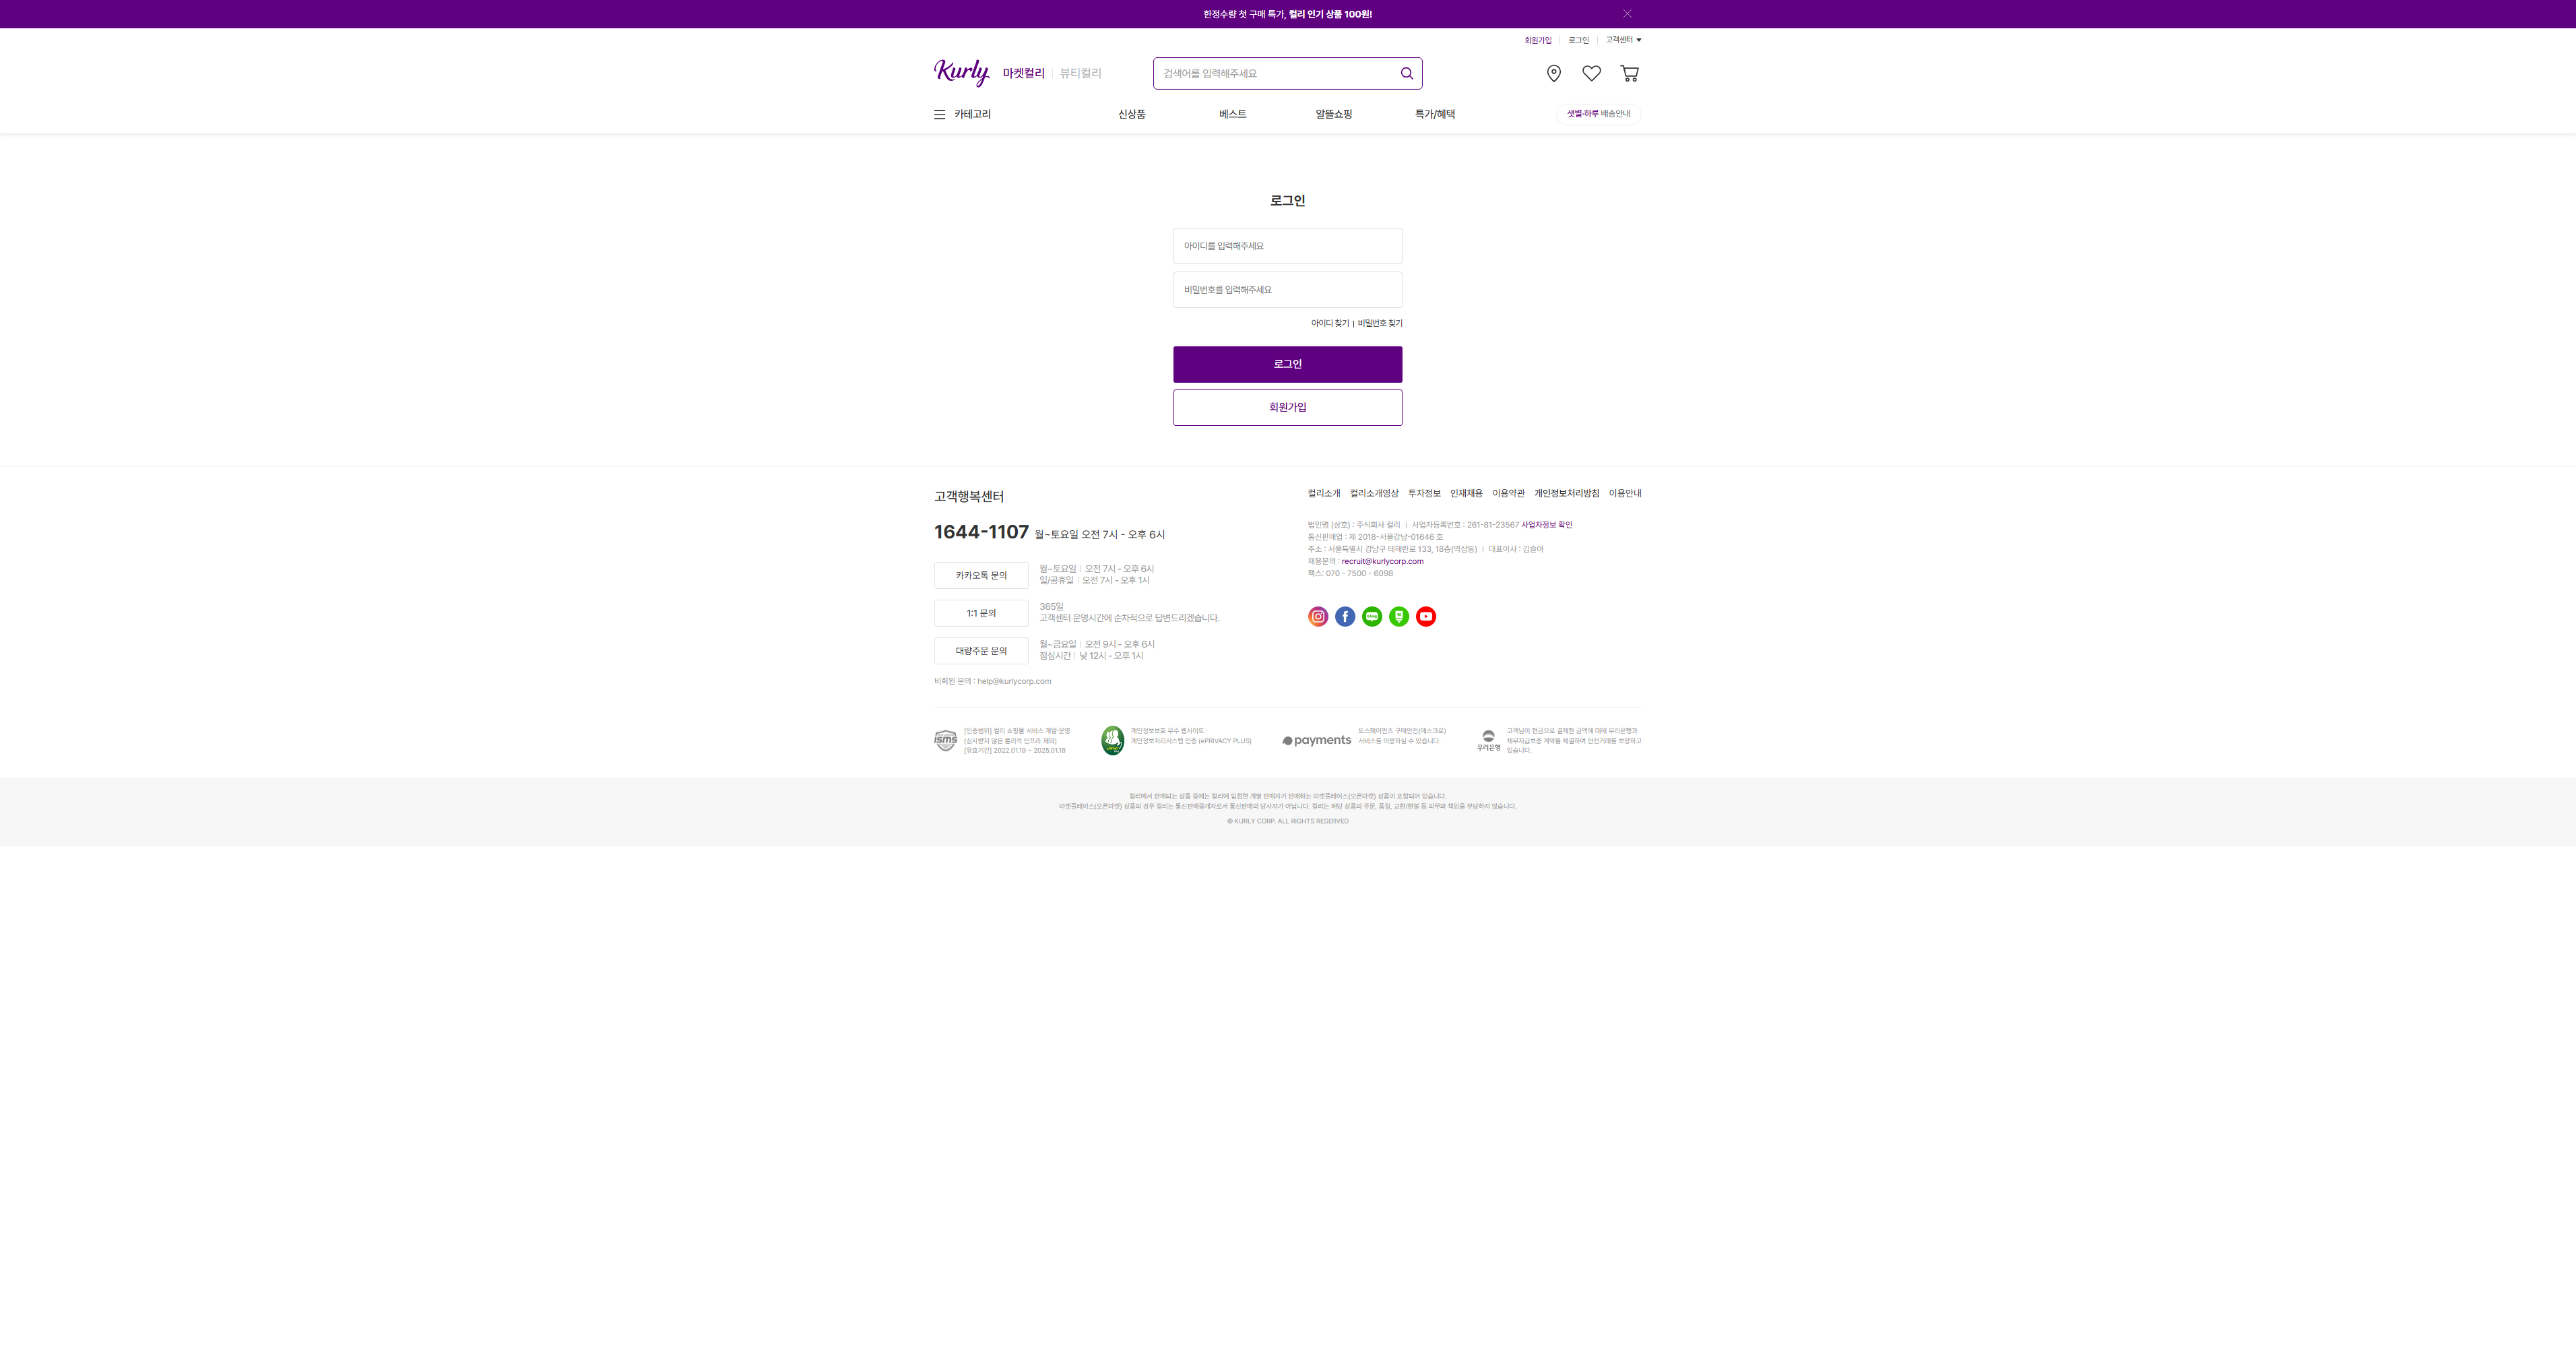 한정수량 첫 구매 특가, 컬리 인기 상품 100원!
회원가입 로그인 고객센터
Kurly 마켓컬리 뷰티컬리 검색어를 입력해주세요
카테고리 신상품 베스트 알뜰쇼핑 특가/혜택 샛별·하루 배송안내
로그인
아이디를 입력해주세요
비밀번호를 입력해주세요
아이디 찾기 | 비밀번호 찾기
로그인
회원가입
고객행복센터
1644-1107 월~토요일 오전 7시 - 오후 6시
카카오톡 문의
월~토요일 | 오전 7시 - 오후 6시
일/공휴일 | 오전 7시 - 오후 1시
1:1 문의
365일
고객센터 운영시간에 순차적으로 답변드리겠습니다.
대량주문 문의
월~금요일 | 오전 9시 - 오후 6시
점심시간 | 낮 12시 - 오후 1시
비회원 문의 : help@kurlycorp.com
컬리소개 컬리소개영상 투자정보 인재채용 이용약관 개인정보처리방침 이용안내
법인명 (상호) : 주식회사 컬리 | 사업자등록번호 : 261-81-23567 사업자정보 확인
통신판매업 : 제 2018-서울강남-01646 호
주소 : 서울특별시 강남구 테헤란로 133, 18층(역삼동) | 대표이사 : 김슬아
채용문의 : recruit@kurlycorp.com
팩스: 070 - 7500 - 6098
isms
[인증범위] 컬리 쇼핑몰 서비스 개발·운영
(심사받지 않은 물리적 인프라 제외)
[유효기간] 2022.01.19 ~ 2025.01.18
개인정보보호 우수 웹사이트 ·
개인정보처리시스템 인증 (ePRIVACY PLUS)
payments
토스페이먼츠 구매안전(에스크로)
서비스를 이용하실 수 있습니다.
우리은행
고객님이 현금으로 결제한 금액에 대해 우리은행과
채무지급보증 계약을 체결하여 안전거래를 보장하고
있습니다.
컬리에서 판매되는 상품 중에는 컬리에 입점한 개별 판매자가 판매하는 마켓플레이스(오픈마켓) 상품이 포함되어 있습니다.
마켓플레이스(오픈마켓) 상품의 경우 컬리는 통신판매중개자로서 통신판매의 당사자가 아닙니다. 컬리는 해당 상품의 주문, 품질, 교환/환불 등 의무와 책임을 부담하지 않습니다.
© KURLY CORP. ALL RIGHTS RESERVED